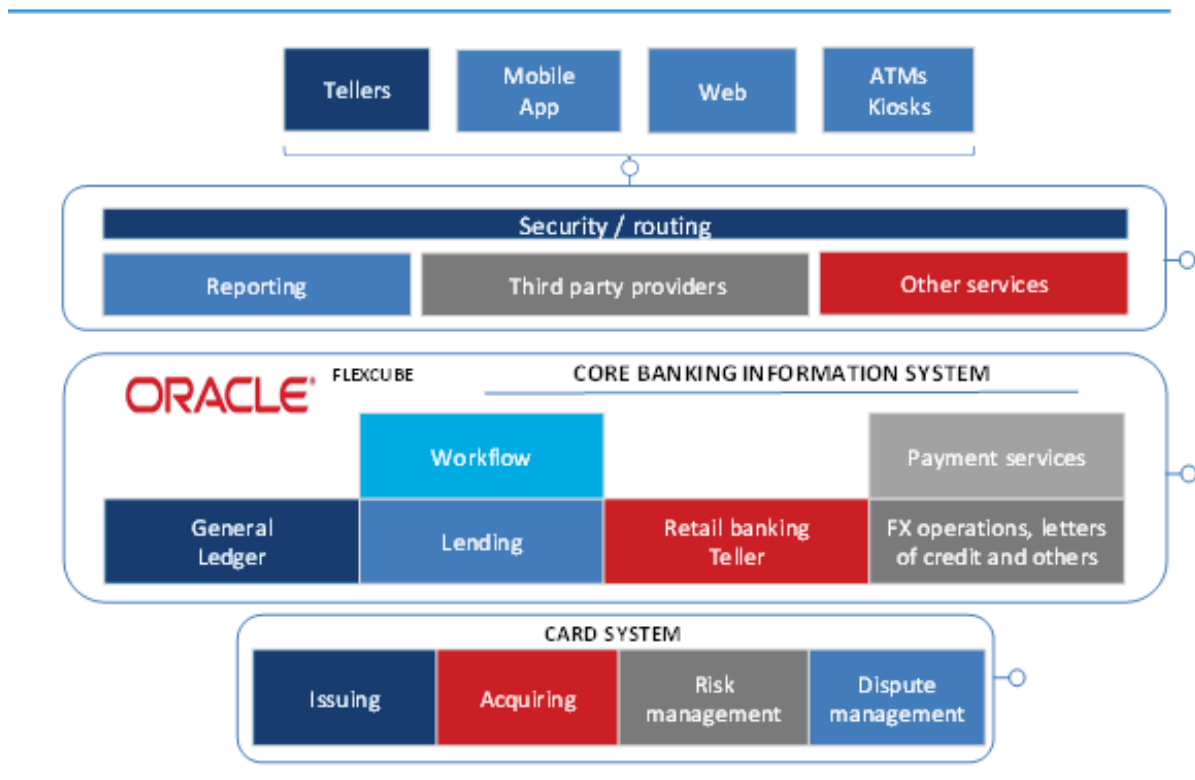 Tellers
Mobile
App
Web
ATMs
Kiosks
Security / routing
Reporting
Third party providers
Other services
ORACLE
FLEXCUBE
CORE BANKING INFORMATION SYSTEM
Workflow
Payment services
General
Ledger
Lending
Retail banking
Teller
FX operations, letters
of credit and others
CARD SYSTEM
Issuing
Acquiring
Risk
management
Dispute
management